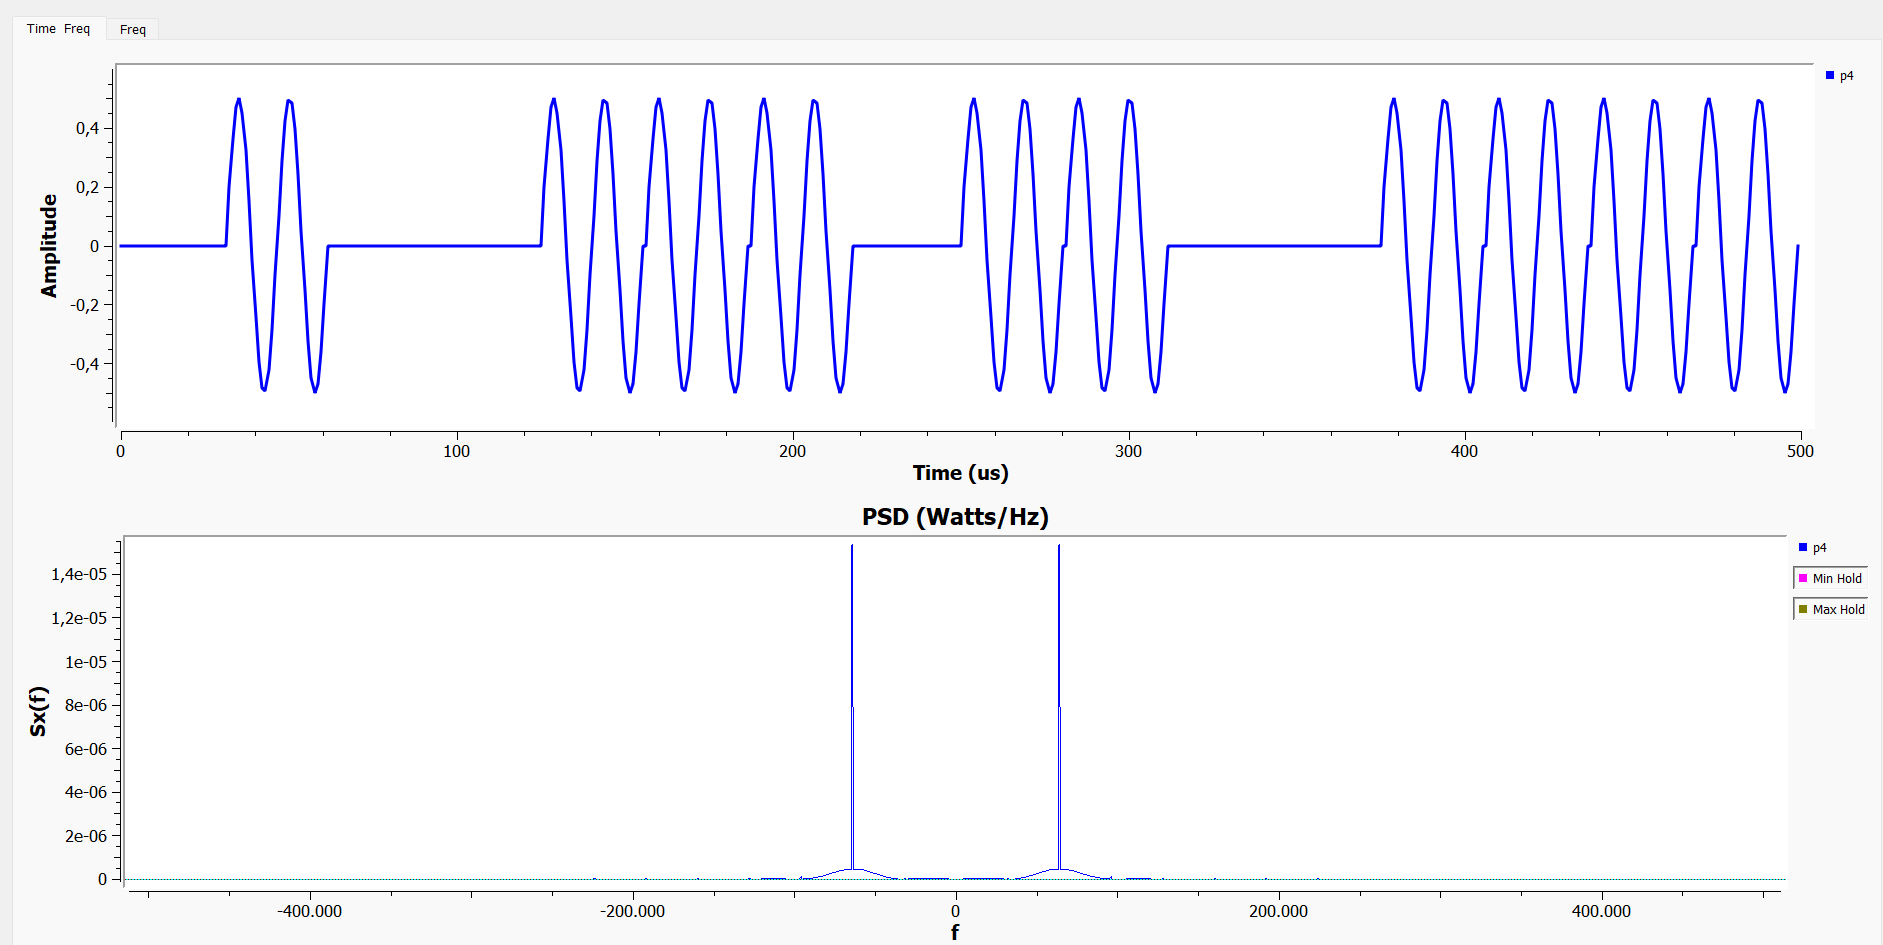 Time Freq
Freq
p4
0,4
0,2
0
-0,2
-0,4
Amplitude
0 100 200 300 400 500
Time (us)
PSD (Watts/Hz)
p4
Min Hold
Max Hold
1,4e-05
1,2e-05
1e-05
8e-06
6e-06
4e-06
2e-06
0
Sx(f)
-400.000 -200.000 0 200.000 400.000
f